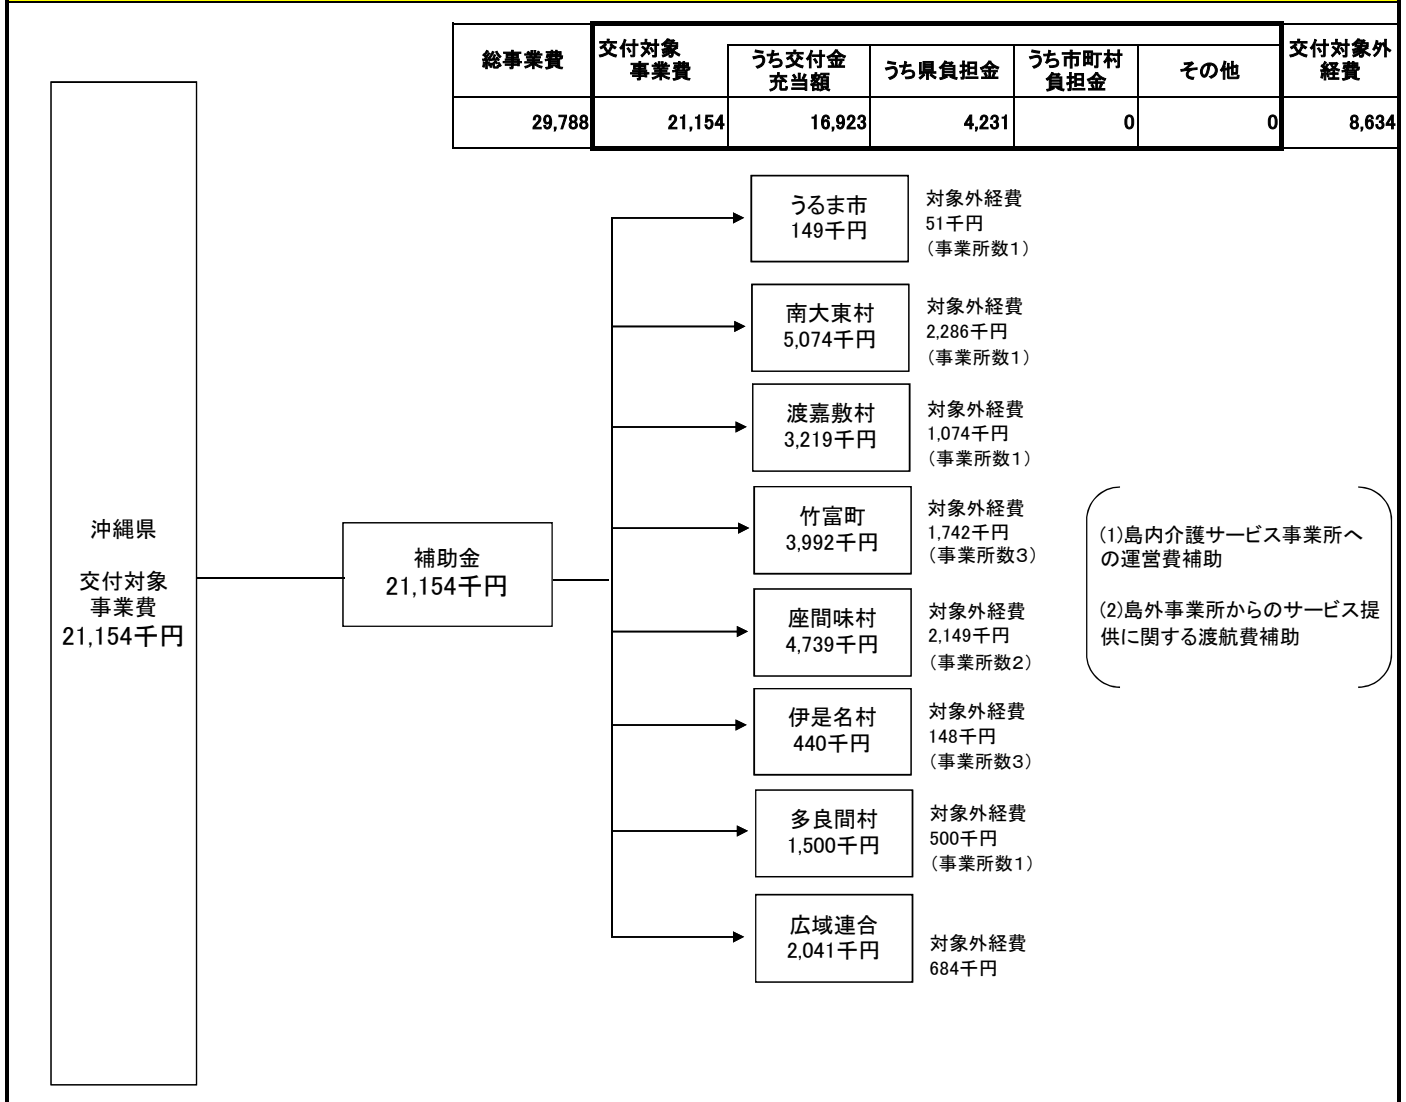 総事業費
交付対象
事業費
うち交付金
充当額
うち県負担金
うち市町村
負担金
その他
交付対象外
経費
29,788
21,154
16,923
4,231
0
0
8,634
沖縄県
交付対象
事業費
21,154千円
補助金
21,154千円
うるま市
149千円
対象外経費
51千円
（事業所数１）
南大東村
5,074千円
対象外経費
2,286千円
（事業所数１）
渡嘉敷村
3,219千円
対象外経費
1,074千円
（事業所数１）
竹富町
3,992千円
対象外経費
1,742千円
（事業所数３）
座間味村
4,739千円
対象外経費
2,149千円
（事業所数２）
伊是名村
440千円
対象外経費
148千円
（事業所数３）
多良間村
1,500千円
対象外経費
500千円
（事業所数１）
広域連合
2,041千円
対象外経費
684千円
(1)島内介護サービス事業所へ
の運営費補助
(2)島外事業所からのサービス提
供に関する渡航費補助